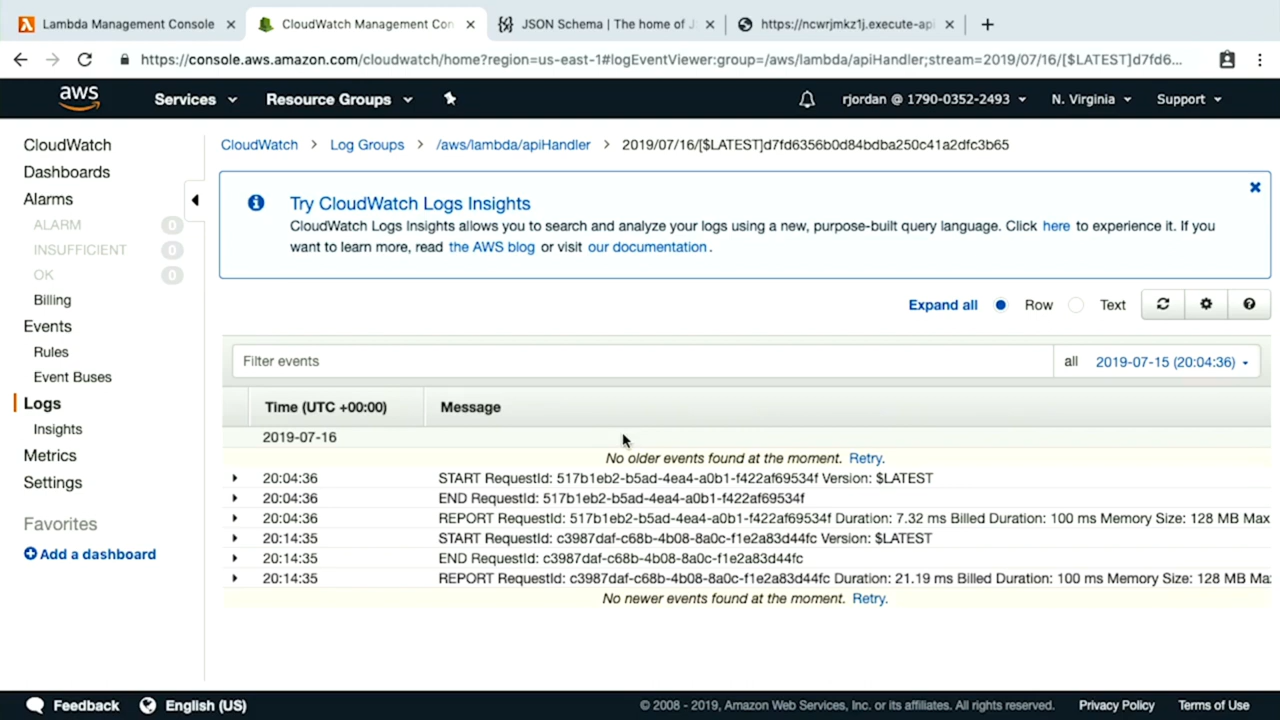 Lambda Management Console
CloudWatch Management Con
JSON Schema | The home of J
https://ncwrjmkz1j.execute-api
https://console.aws.amazon.com/cloudwatch/home?region=us-east-1#logEventViewer:group=/aws/lambda/apiHandler;stream=2019/07/16/[$LATEST]d7fd6...
aws Services Resource Groups rjordan @ 1790-0352-2493 N. Virginia Support
CloudWatch
Dashboards
Alarms
ALARM 0
INSUFFICIENT 0
OK 0
Billing
Events
Rules
Event Buses
Logs
Insights
Metrics
Settings
Favorites
Add a dashboard
CloudWatch > Log Groups > /aws/lambda/apiHandler > 2019/07/16/[$LATEST]d7fd6356b0d84bdba250c41a2dfc3b65
Try CloudWatch Logs Insights
CloudWatch Logs Insights allows you to search and analyze your logs using a new, purpose-built query language. Click here to experience it. If you
want to learn more, read the AWS blog or visit our documentation.
Expand all Row Text
Filter events all 2019-07-15 (20:04:36)
Time (UTC +00:00) Message
2019-07-16
No older events found at the moment. Retry.
20:04:36 START RequestId: 517b1eb2-b5ad-4ea4-a0b1-f422af69534f Version: $LATEST
20:04:36 END RequestId: 517b1eb2-b5ad-4ea4-a0b1-f422af69534f
20:04:36 REPORT RequestId: 517b1eb2-b5ad-4ea4-a0b1-f422af69534f Duration: 7.32 ms Billed Duration: 100 ms Memory Size: 128 MB Max
20:14:35 START RequestId: c3987daf-c68b-4b08-8a0c-f1e2a83d44fc Version: $LATEST
20:14:35 END RequestId: c3987daf-c68b-4b08-8a0c-f1e2a83d44fc
20:14:35 REPORT RequestId: c3987daf-c68b-4b08-8a0c-f1e2a83d44fc Duration: 21.19 ms Billed Duration: 100 ms Memory Size: 128 MB Ma
No newer events found at the moment. Retry.
Feedback English (US) © 2008 - 2019, Amazon Web Services, Inc. or its affiliates. All rights reserved. Privacy Policy Terms of Use